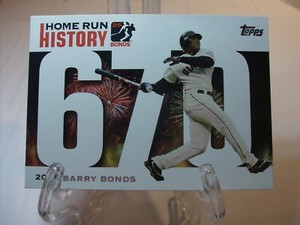 HOME RUN
HISTORY
BONDS
Topps
670
BARRY BONDS